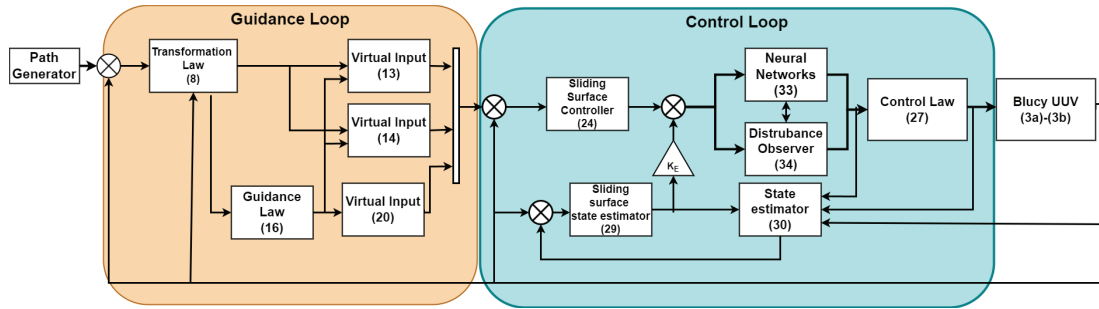 Guidance Loop
Control Loop
Path
Generator
Transformation
Law
(8)
Virtual Input
(13)
Virtual Input
(14)
Guidance
Law
(16)
Virtual Input
(20)
Sliding
Surface
Controller
(24)
Sliding
surface
state estimator
(29)
K_E
Neural
Networks
(33)
Distrubance
Observer
(34)
State
estimator
(30)
Control Law
(27)
Blucy UUV
(3a)-(3b)